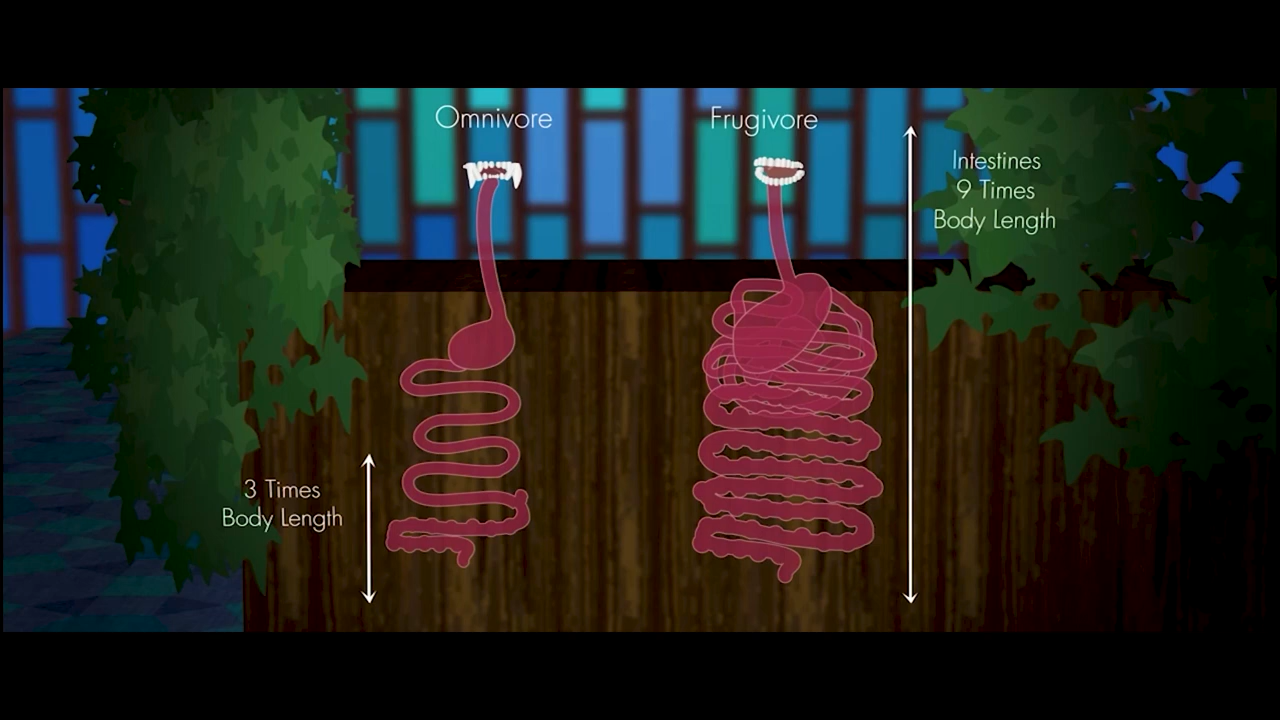 Omnivore
Frugivore
Intestines
9 Times
Body Length
3 Times
Body Length